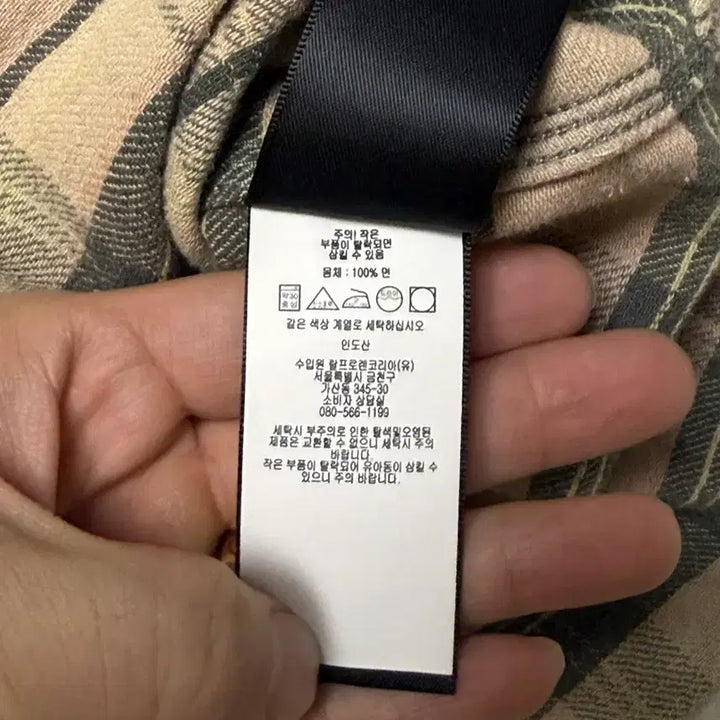 주의! 작은
부품이 탈락되면
삼킬 수 있음
몸체 : 100% 면
약30
중성
같은 색상 계열로 세탁하십시오
인도산
수입원 랄프로렌코리아(유)
서울특별시 금천구
가산동 345-30
소비자 상담실
080-566-1199
세탁시 부주의로 인한 탈색및오염된
제품은 교환할 수 없으니 세탁시 주의
바랍니다.
작은 부품이 탈락되어 유아동이 삼킬 수
있으니 주의 바랍니다.